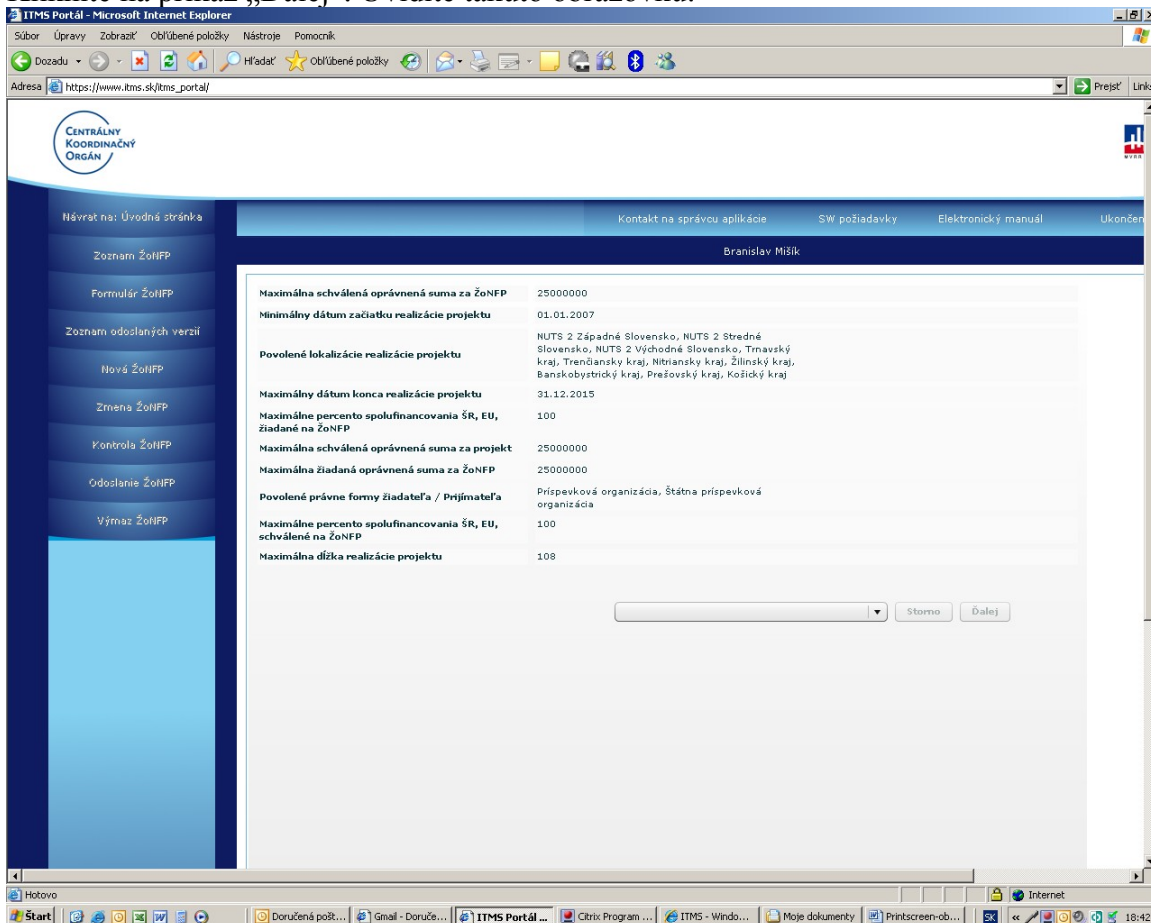 Kliknite na príkaz „Ďalej“. Uvidíte takúto obrazovku.
ITMS Portál - Microsoft Internet Explorer
Súbor Úpravy Zobraziť Obľúbené položky Nástroje Pomocník
Dozadu Hľadať Obľúbené položky
Adresa https://www.itms.sk/itms_portal/ Prejsť
CENTRÁLNY
KOORDINAČNÝ
ORGÁN
Návrat na: Úvodná stránka
Kontakt na správcu aplikácie SW požiadavky Elektronický manuál
Branislav Mišík
Zoznam ŽoNFP
Formulár ŽoNFP
Zoznam odoslaných verzií
Nová ŽoNFP
Zmena ŽoNFP
Kontrola ŽoNFP
Odoslanie ŽoNFP
Výmaz ŽoNFP
Maximálna schválená oprávnená suma za ŽoNFP 25000000
Minimálny dátum začiatku realizácie projektu 01.01.2007
Povolené lokalizácie realizácie projektu
NUTS 2 Západné Slovensko, NUTS 2 Stredné
Slovensko, NUTS 2 Východné Slovensko, Trnavský
kraj, Trenčiansky kraj, Nitriansky kraj, Žilinský kraj,
Banskobystrický kraj, Prešovský kraj, Košický kraj
Maximálny dátum konca realizácie projektu 31.12.2015
Maximálne percento spolufinancovania ŠR, EU, 100
žiadané na ŽoNFP
Maximálna schválená oprávnená suma za projekt 25000000
Maximálna žiadaná oprávnená suma za ŽoNFP 25000000
Povolené právne formy žiadateľa / Prijímateľa
Príspevková organizácia, Štátna príspevková
organizácia
Maximálne percento spolufinancovania ŠR, EU, 100
schválené na ŽoNFP
Maximálna dĺžka realizácie projektu 108
Storno Ďalej
Hotovo Internet
Štart Doručená pošt... Gmail - Doruče... ITMS Portál ... Citrix Program ... ITMS - Windo... Moje dokumenty Printscreen-ob... SK 18:42